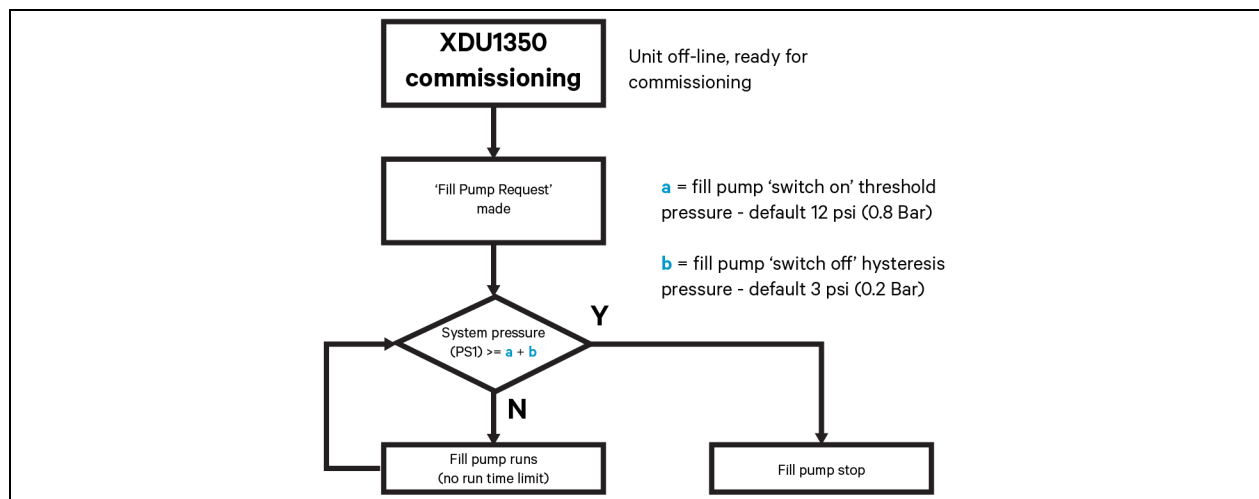 XDU1350
commissioning
Unit off-line, ready for
commissioning
‘Fill Pump Request’
made
a = fill pump ‘switch on’ threshold
pressure - default 12 psi (0.8 Bar)
b = fill pump ‘switch off’ hysteresis
pressure - default 3 psi (0.2 Bar)
System pressure
(PS1) >= a + b
Y
N
Fill pump runs
(no run time limit)
Fill pump stop